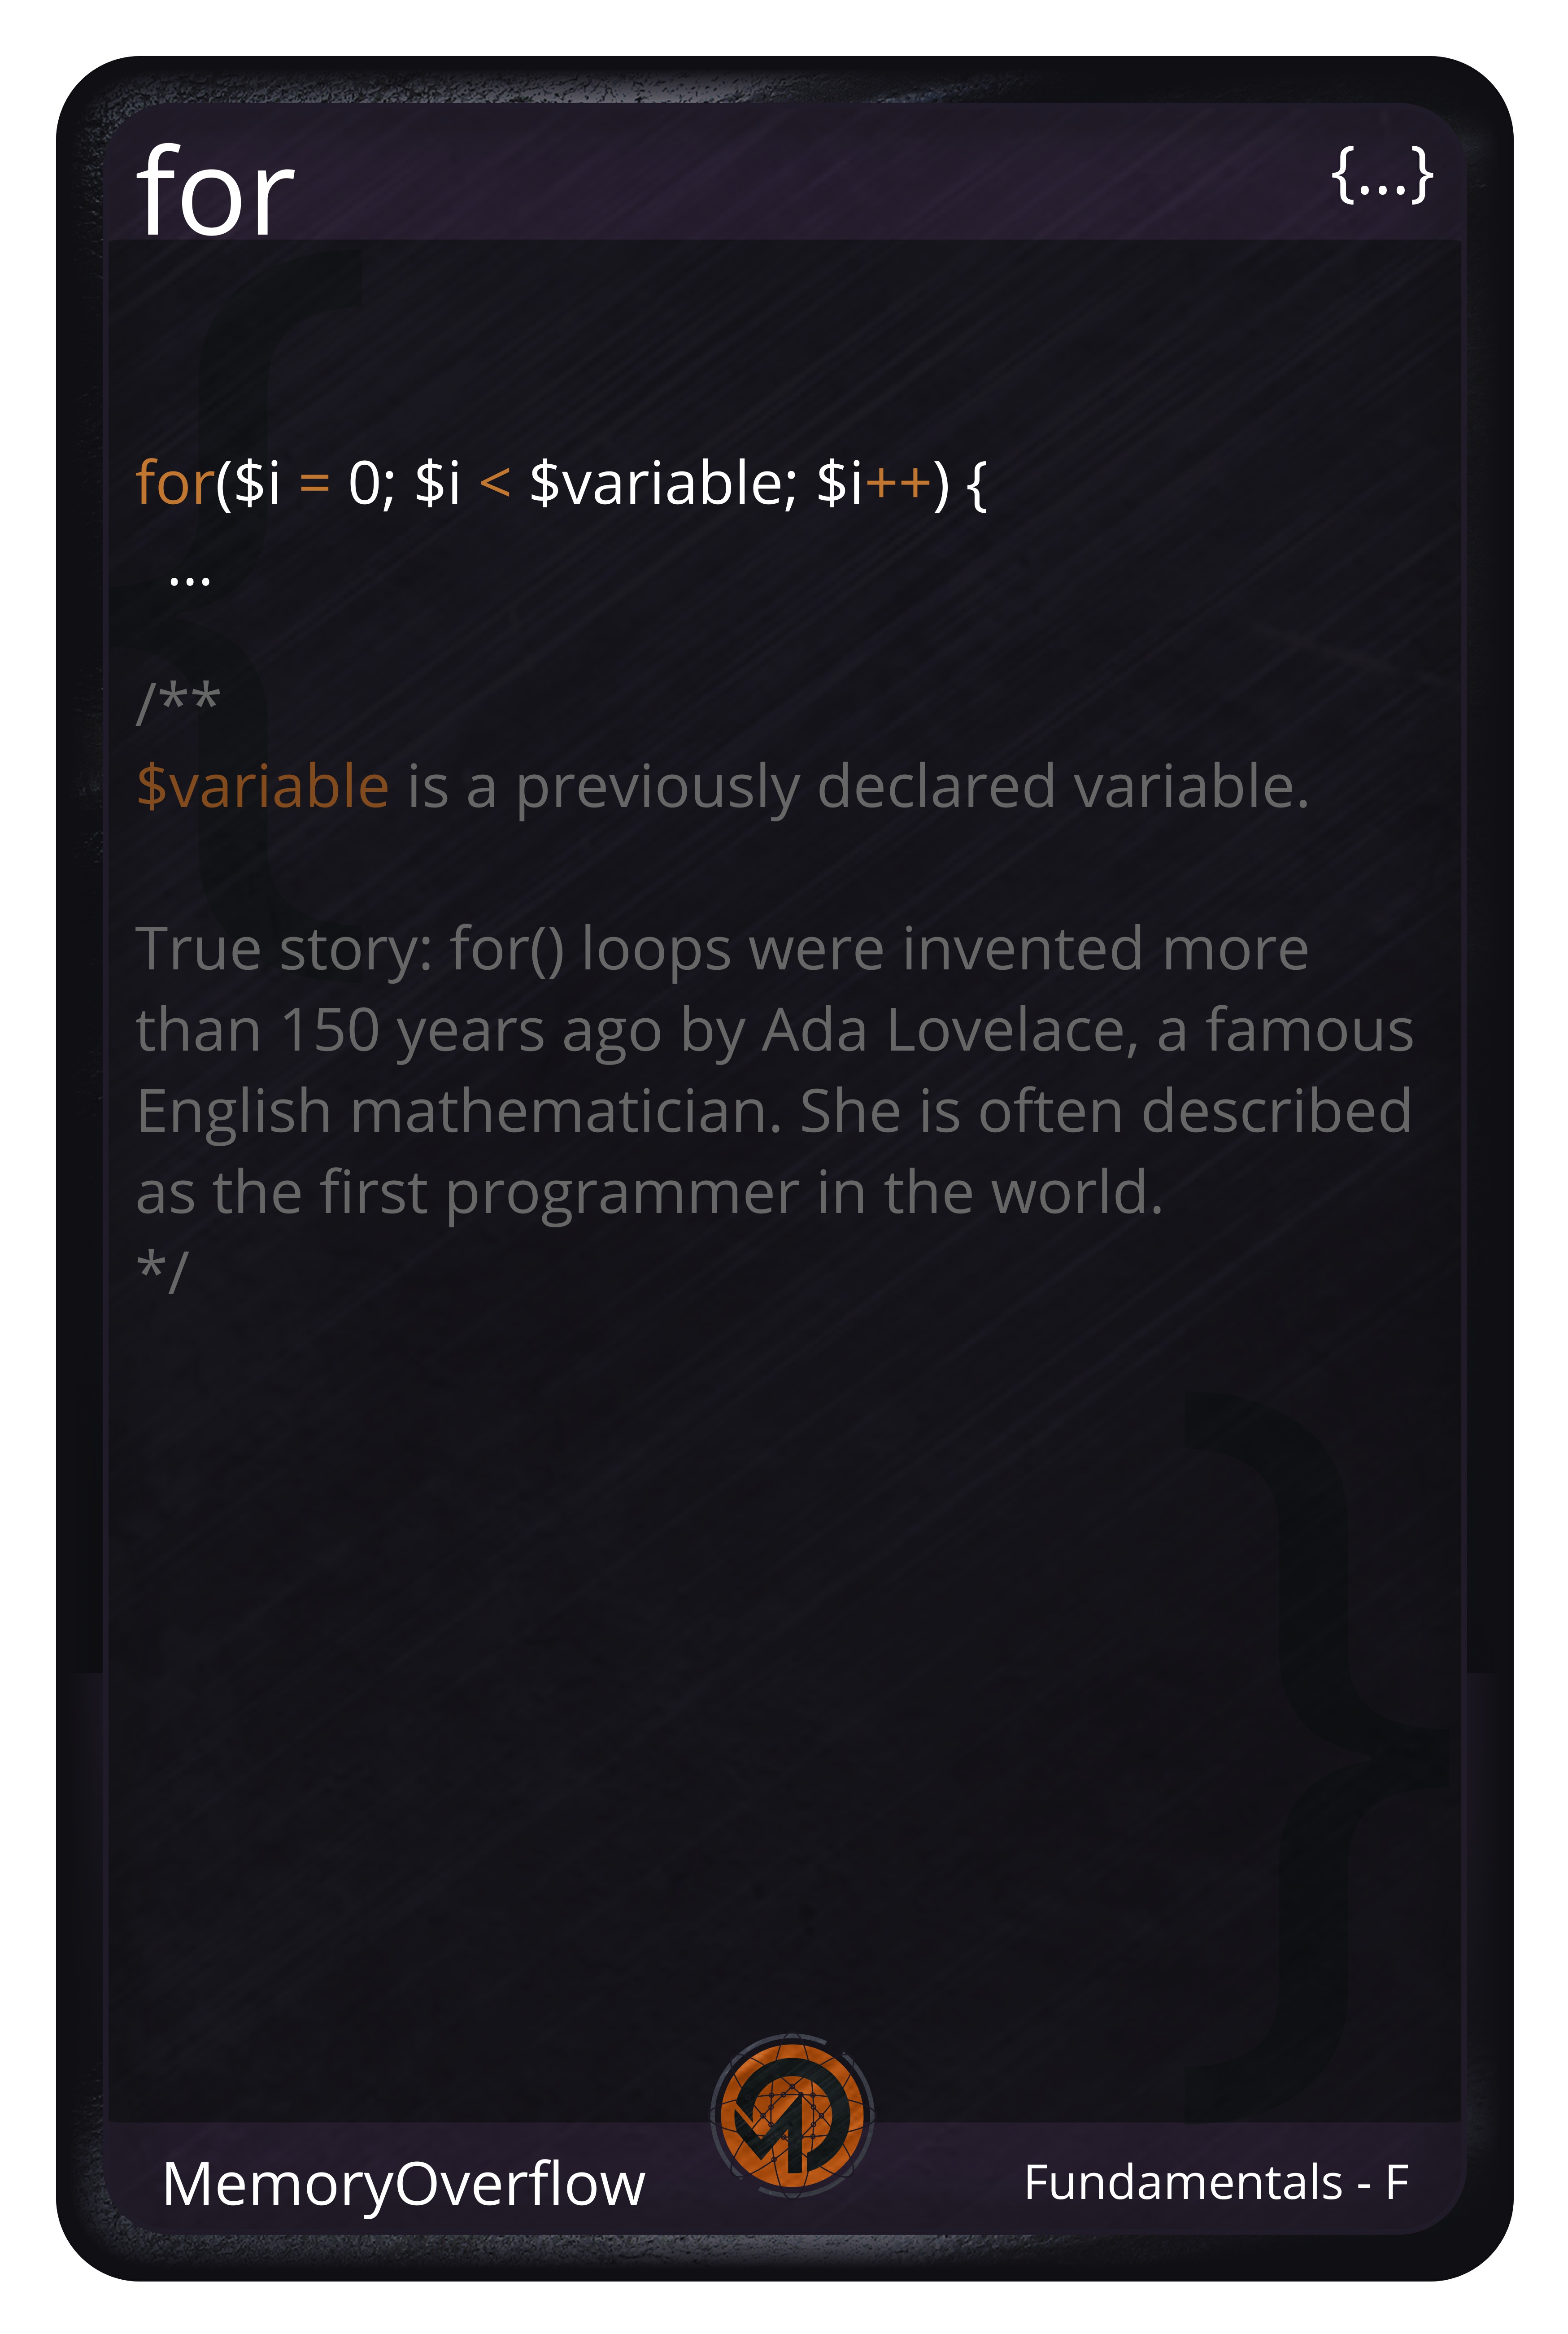 for
{...}
for($i = 0; $i < $variable; $i++) {
...
/**
$variable is a previously declared variable.
True story: for() loops were invented more
than 150 years ago by Ada Lovelace, a famous
English mathematician. She is often described
as the first programmer in the world.
*/
MemoryOverflow
Fundamentals - F